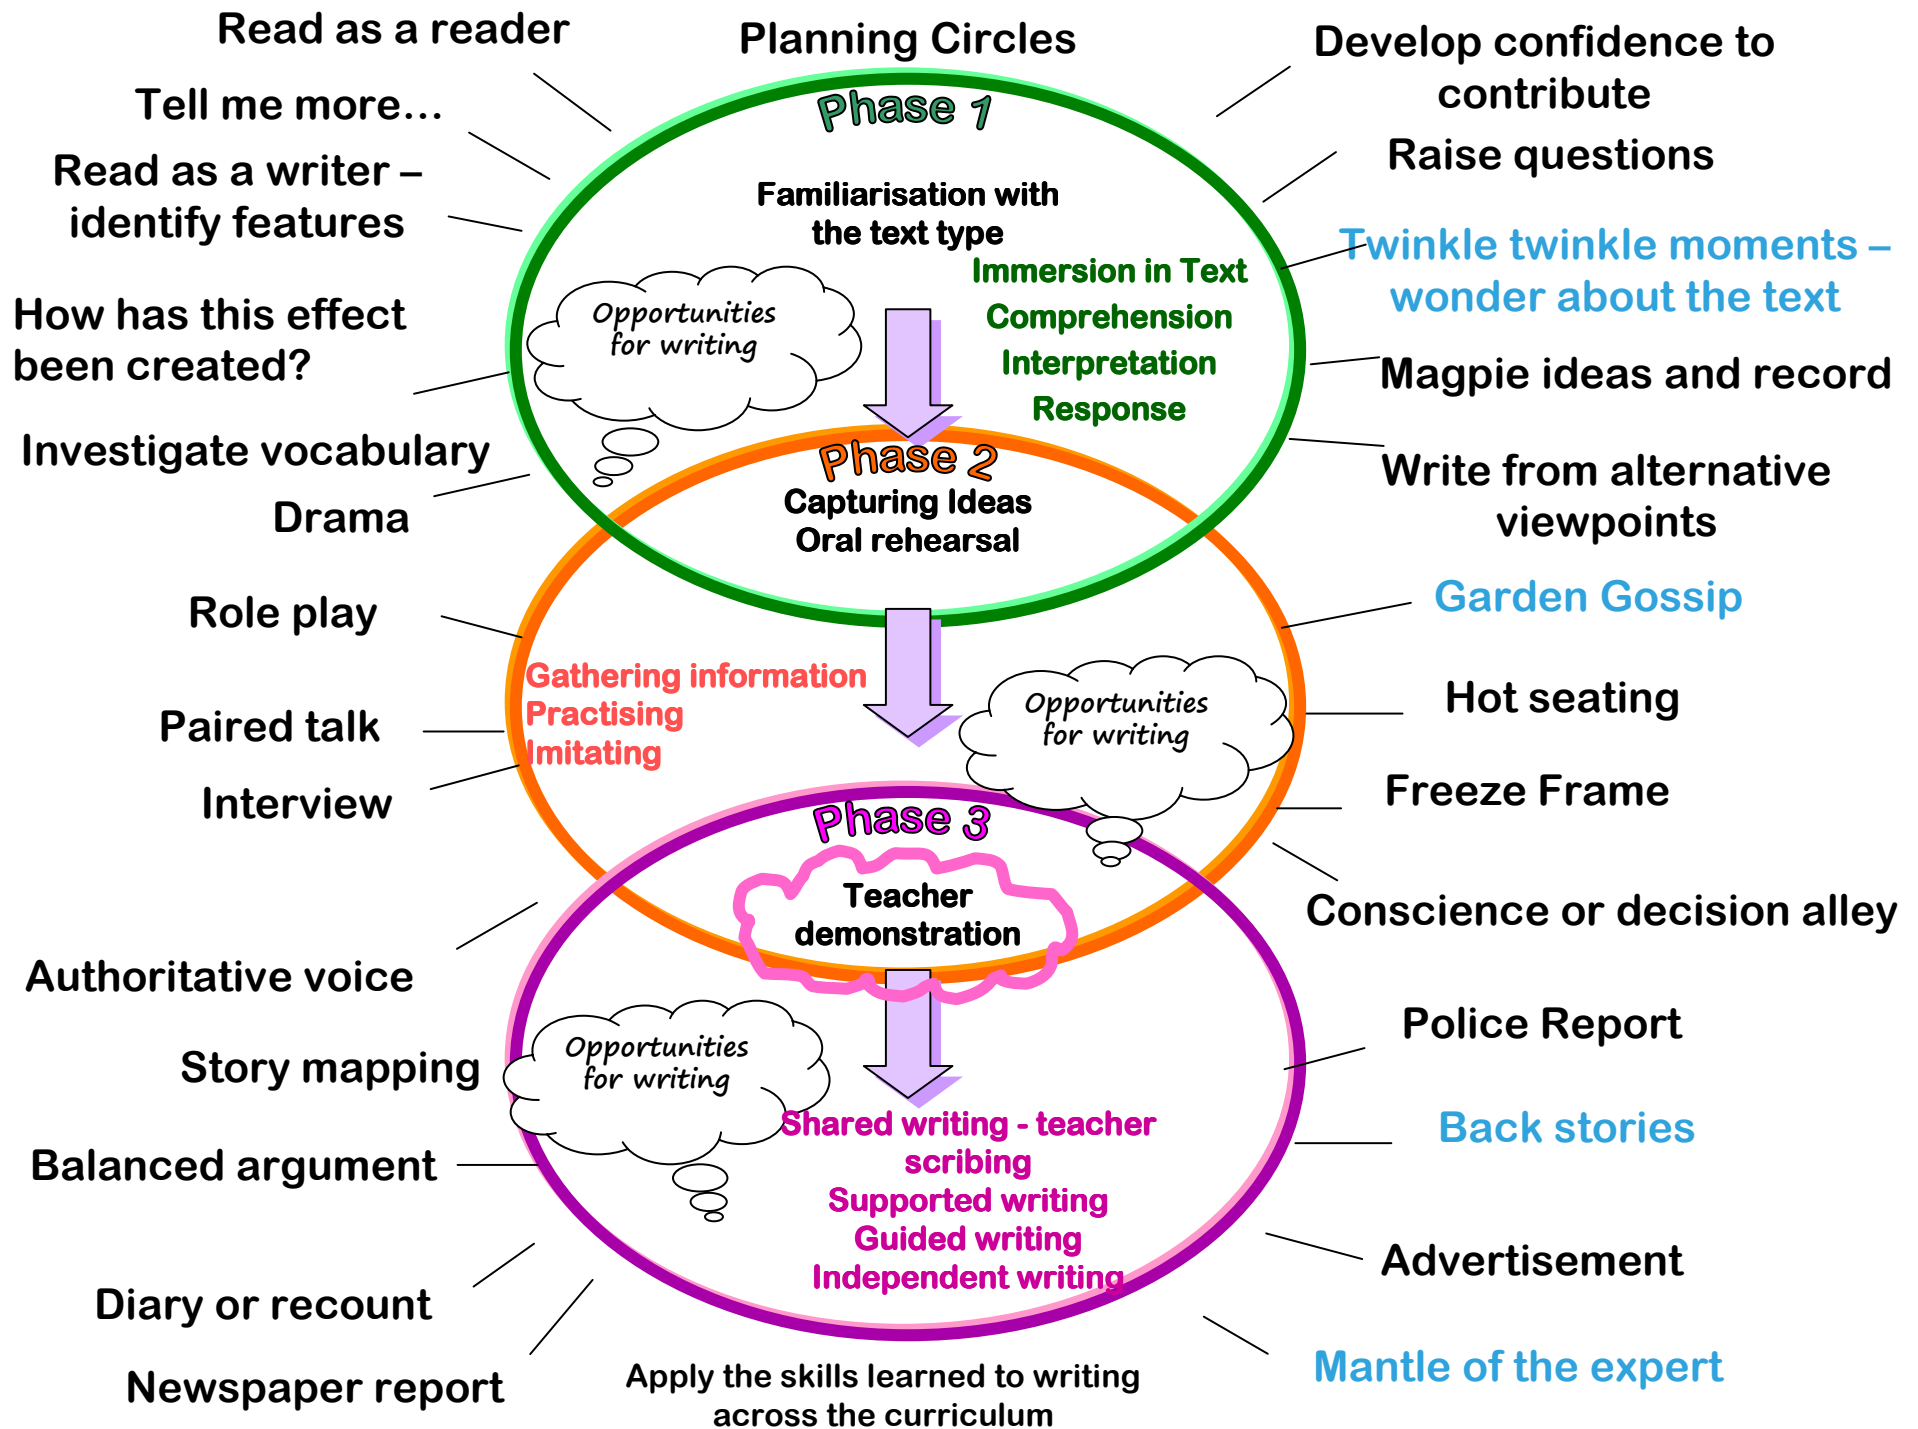 Planning Circles
Read as a reader
Tell me more…
Read as a writer –
identify features
How has this effect
been created?
Investigate vocabulary
Drama
Role play
Paired talk
Interview
Authoritative voice
Story mapping
Balanced argument
Diary or recount
Newspaper report
Phase 1
Familiarisation with
the text type
Immersion in Text
Comprehension
Interpretation
Response
Opportunities
for writing
Phase 2
Capturing Ideas
Oral rehearsal
Gathering information
Practising
Imitating
Opportunities
for writing
Phase 3
Teacher
demonstration
Opportunities
for writing
Shared writing - teacher
scribing
Supported writing
Guided writing
Independent writing
Apply the skills learned to writing
across the curriculum
Develop confidence to
contribute
Raise questions
Twinkle twinkle moments –
wonder about the text
Magpie ideas and record
Write from alternative
viewpoints
Garden Gossip
Hot seating
Freeze Frame
Conscience or decision alley
Police Report
Back stories
Advertisement
Mantle of the expert